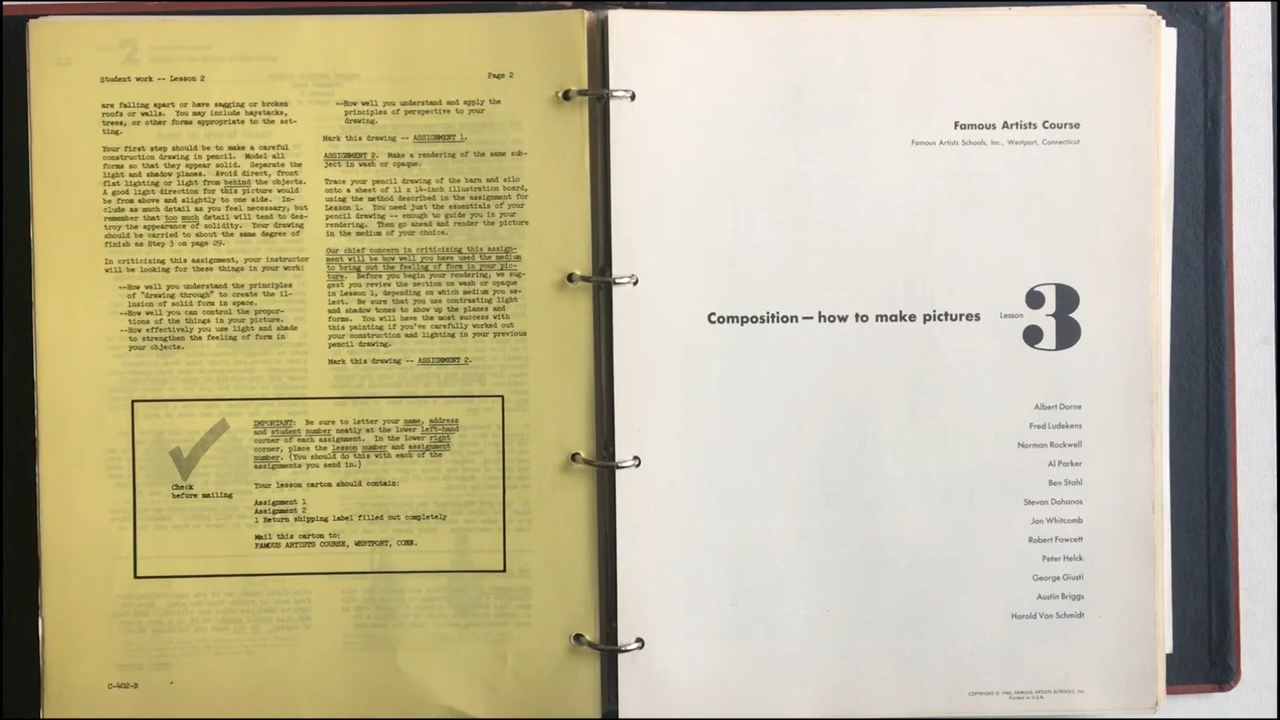 Student work -- Lesson 2
Page 2
are falling apart or have sagging or broken
roofs or walls. You may include haystacks,
trees, or other forms appropriate to the set-
ting.
Your first step should be to make a careful
construction drawing in pencil. Model all
forms so that they appear solid. Separate the
light and shadow planes. Avoid direct, front
flat lighting or light from behind the objects.
A good light direction for this picture would
be from above and slightly to one side. In-
clude as much detail as you feel necessary, but
remember that too much detail will tend to des-
troy the appearance of solidity. Your drawing
should be carried to about the same degree of
finish as Step 3 on page 29.
In criticizing this assignment, your instructor
will be looking for these things in your work:
--How well you understand the principles
of "drawing through" to create the il-
lusion of solid form in space.
--How well you can control the propor-
tions of the things in your picture.
--How effectively you use light and shade
to strengthen the feeling of form in
your objects.
--How well you understand and apply the
principles of perspective to your
drawing.
Mark this drawing -- ASSIGNMENT 1.
ASSIGNMENT 2. Make a rendering of the same sub-
ject in wash or opaque.
Trace your pencil drawing of the barn and silo
onto a sheet of 11 x 14-inch illustration board,
using the method described in the assignment for
Lesson 1. You need just the essentials of your
pencil drawing -- enough to guide you in your
rendering. Then go ahead and render the picture
in the medium of your choice.
Our chief concern in criticizing this assign-
ment will be how well you have used the medium
to bring out the feeling of form in your pic-
ture. Before you begin your rendering, we sug-
gest you review the section on wash or opaque
in Lesson 1, depending on which medium you se-
lect. Be sure that you use contrasting light
and shadow tones to show up the planes and
forms. You will have the most success with
this painting if you've carefully worked out
your construction and lighting in your previous
pencil drawing.
Mark this drawing -- ASSIGNMENT 2.
Check
before mailing
IMPORTANT: Be sure to letter your name, address
and student number neatly at the lower left-hand
corner of each assignment. In the lower right
corner, place the lesson number and assignment
number. (You should do this with each of the
assignments you send in.)
Your lesson carton should contain:
Assignment 1
Assignment 2
1 Return shipping label filled out completely
Mail this carton to:
FAMOUS ARTISTS COURSE, WESTPORT, CONN.
C-402-B
Famous Artists Course
Famous Artists Schools, Inc., Westport, Connecticut
Composition — how to make pictures Lesson 3
Albert Dorne
Fred Ludekens
Norman Rockwell
Al Parker
Ben Stahl
Stevan Dohanos
Jon Whitcomb
Robert Fawcett
Peter Helck
George Giusti
Austin Briggs
Harold Von Schmidt
COPYRIGHT © 1960, FAMOUS ARTISTS SCHOOLS, Inc.
Printed in U.S.A.